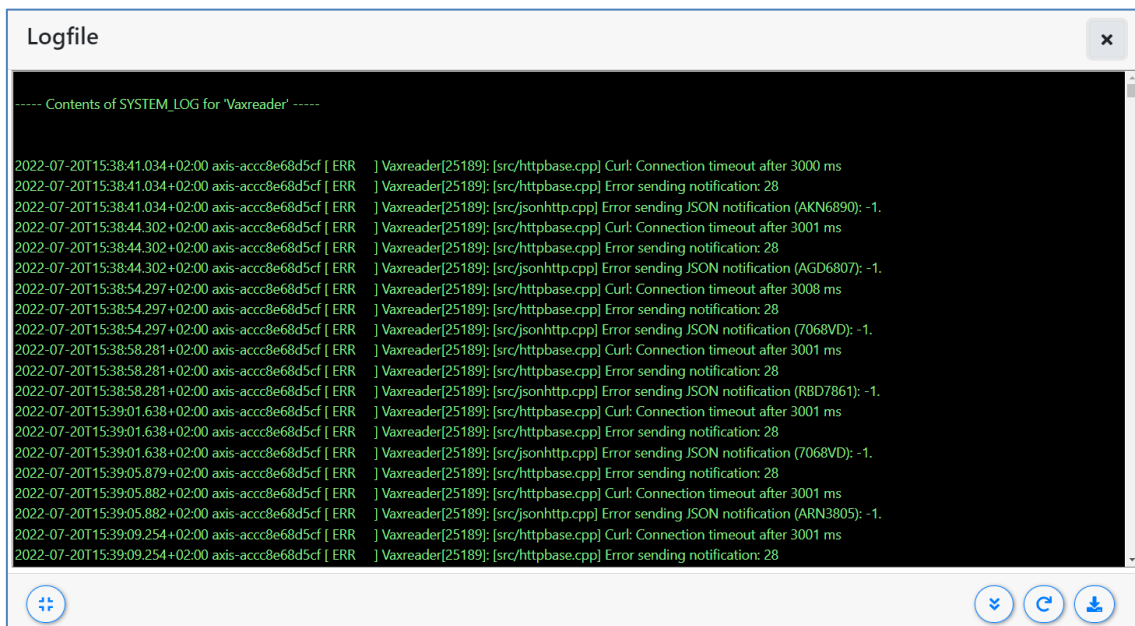 Logfile
----- Contents of SYSTEM_LOG for 'Vaxreader' -----
2022-07-20T15:38:41.034+02:00 axis-accc8e68d5cf [ ERR ] Vaxreader[25189]: [src/httpbase.cpp] Curl: Connection timeout after 3000 ms
2022-07-20T15:38:41.034+02:00 axis-accc8e68d5cf [ ERR ] Vaxreader[25189]: [src/httpbase.cpp] Error sending notification: 28
2022-07-20T15:38:41.034+02:00 axis-accc8e68d5cf [ ERR ] Vaxreader[25189]: [src/jsonhttp.cpp] Error sending JSON notification (AKN6890): -1.
2022-07-20T15:38:44.302+02:00 axis-accc8e68d5cf [ ERR ] Vaxreader[25189]: [src/httpbase.cpp] Curl: Connection timeout after 3001 ms
2022-07-20T15:38:44.302+02:00 axis-accc8e68d5cf [ ERR ] Vaxreader[25189]: [src/httpbase.cpp] Error sending notification: 28
2022-07-20T15:38:44.302+02:00 axis-accc8e68d5cf [ ERR ] Vaxreader[25189]: [src/jsonhttp.cpp] Error sending JSON notification (AGD6807): -1.
2022-07-20T15:38:54.297+02:00 axis-accc8e68d5cf [ ERR ] Vaxreader[25189]: [src/httpbase.cpp] Curl: Connection timeout after 3008 ms
2022-07-20T15:38:54.297+02:00 axis-accc8e68d5cf [ ERR ] Vaxreader[25189]: [src/httpbase.cpp] Error sending notification: 28
2022-07-20T15:38:54.297+02:00 axis-accc8e68d5cf [ ERR ] Vaxreader[25189]: [src/jsonhttp.cpp] Error sending JSON notification (7068VD): -1.
2022-07-20T15:38:58.281+02:00 axis-accc8e68d5cf [ ERR ] Vaxreader[25189]: [src/httpbase.cpp] Curl: Connection timeout after 3001 ms
2022-07-20T15:38:58.281+02:00 axis-accc8e68d5cf [ ERR ] Vaxreader[25189]: [src/httpbase.cpp] Error sending notification: 28
2022-07-20T15:38:58.281+02:00 axis-accc8e68d5cf [ ERR ] Vaxreader[25189]: [src/jsonhttp.cpp] Error sending JSON notification (RBD7861): -1.
2022-07-20T15:39:01.638+02:00 axis-accc8e68d5cf [ ERR ] Vaxreader[25189]: [src/httpbase.cpp] Curl: Connection timeout after 3001 ms
2022-07-20T15:39:01.638+02:00 axis-accc8e68d5cf [ ERR ] Vaxreader[25189]: [src/httpbase.cpp] Error sending notification: 28
2022-07-20T15:39:01.638+02:00 axis-accc8e68d5cf [ ERR ] Vaxreader[25189]: [src/jsonhttp.cpp] Error sending JSON notification (7068VD): -1.
2022-07-20T15:39:05.879+02:00 axis-accc8e68d5cf [ ERR ] Vaxreader[25189]: [src/httpbase.cpp] Error sending notification: 28
2022-07-20T15:39:05.882+02:00 axis-accc8e68d5cf [ ERR ] Vaxreader[25189]: [src/httpbase.cpp] Curl: Connection timeout after 3001 ms
2022-07-20T15:39:05.882+02:00 axis-accc8e68d5cf [ ERR ] Vaxreader[25189]: [src/jsonhttp.cpp] Error sending JSON notification (ARN3805): -1.
2022-07-20T15:39:09.254+02:00 axis-accc8e68d5cf [ ERR ] Vaxreader[25189]: [src/httpbase.cpp] Curl: Connection timeout after 3001 ms
2022-07-20T15:39:09.254+02:00 axis-accc8e68d5cf [ ERR ] Vaxreader[25189]: [src/httpbase.cpp] Error sending notification: 28